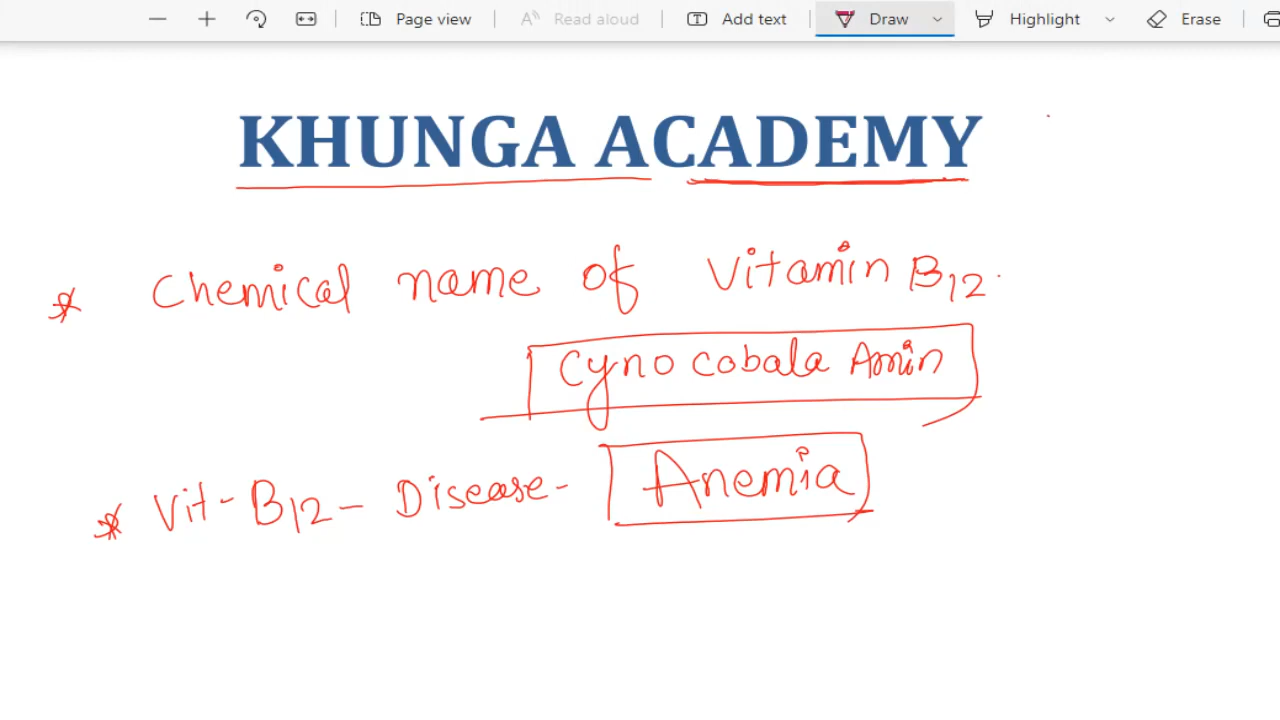 Page view Read aloud Add text Draw Highlight Erase
KHUNGA ACADEMY
* Chemical name of Vitamin B12.
Cyno cobala Amin
* Vit-B12- Disease- Anemia